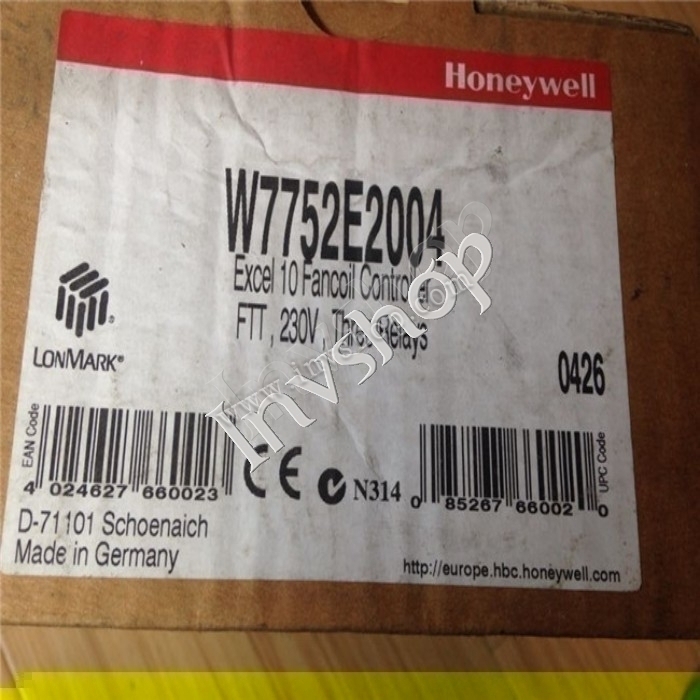 Honeywell
W7752E2004
Excel 10 Fancoil Controller
FTT , 230V , Three Relays
LONMARK®
0426
EAN Code
4 024627 660023
CE
N314
0 85267 66002 0
UPC Code
D-71101 Schoenaich
Made in Germany
http://europe.hbc.honeywell.com
Invshop